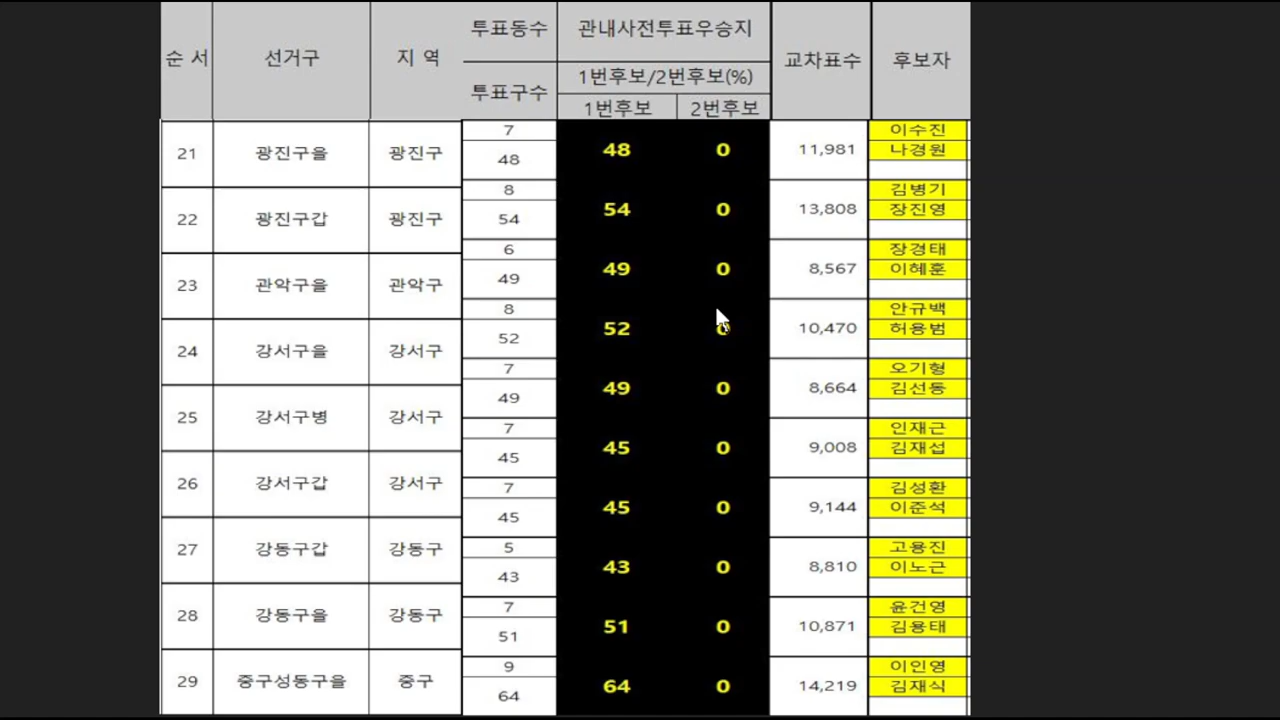 순 서 선거구 지 역 투표동수 투표구수 관내사전투표우승지 1번후보/2번후보(%) 1번후보 2번후보 교차표수 후보자
21 광진구을 광진구 7 48 48 0 11,981 이수진 나경원
22 광진구갑 광진구 8 54 54 0 13,808 김병기 장진영
23 관악구을 관악구 6 49 49 0 8,567 장경태 이혜훈
24 강서구을 강서구 8 52 52 0 10,470 안규백 허용범
25 강서구병 강서구 7 49 49 0 8,664 오기형 김선동
26 강서구갑 강서구 7 45 45 0 9,008 인재근 김재섭
27 강동구갑 강동구 7 45 45 0 9,144 김성환 이준석
28 강동구을 강동구 5 43 43 0 8,810 고용진 이노근
29 중구성동구을 중구 7 51 51 0 10,871 윤건영 김용태
9 64 64 0 14,219 이인영 김재식